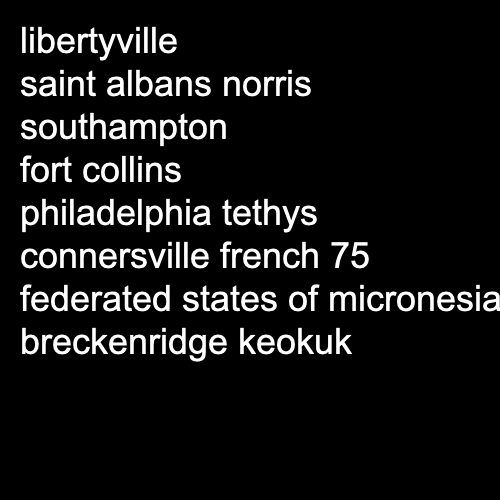 libertyville
saint albans norris
southampton
fort collins
philadelphia tethys
connersville french 75
federated states of micronesia
breckenridge keokuk